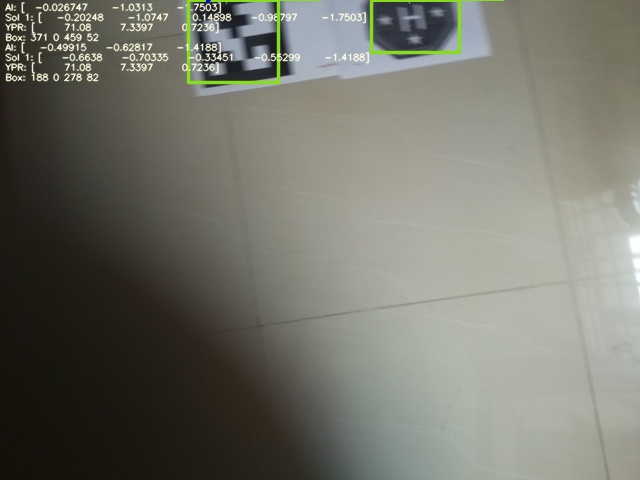 AI: [ -0.026747 -1.0313 -1.7503]
Sol 1: [ -0.20248 -1.0747 0.14898 -0.98797 -1.7503]
YPR: [ 71.08 7.3397 0.7236]
Box: 371 0 459 52
AI: [ -0.49915 -0.62817 -1.4188]
Sol 1: [ -0.6638 -0.70335 -0.33451 -0.55299 -1.4188]
YPR: [ 71.08 7.3397 0.7236]
Box: 188 0 278 82
H